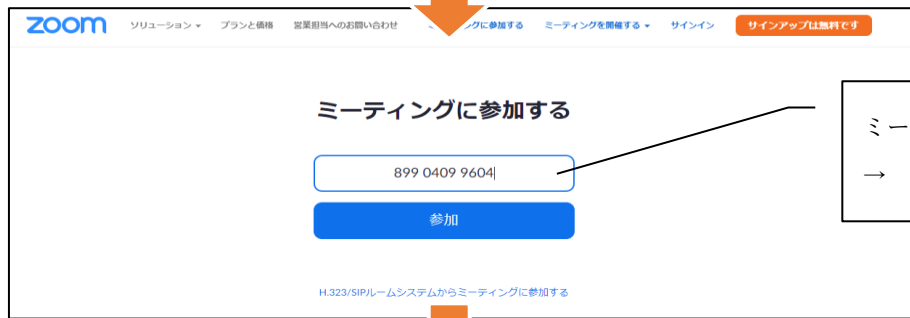 zoom ソリューション プランと価格 営業担当へのお問い合わせ ングに参加する ミーティングを開催する サインイン サインアップは無料です
ミーティングに参加する
899 0409 9604
参加
H.323/SIPルームシステムからミーティングに参加する
ミー
→